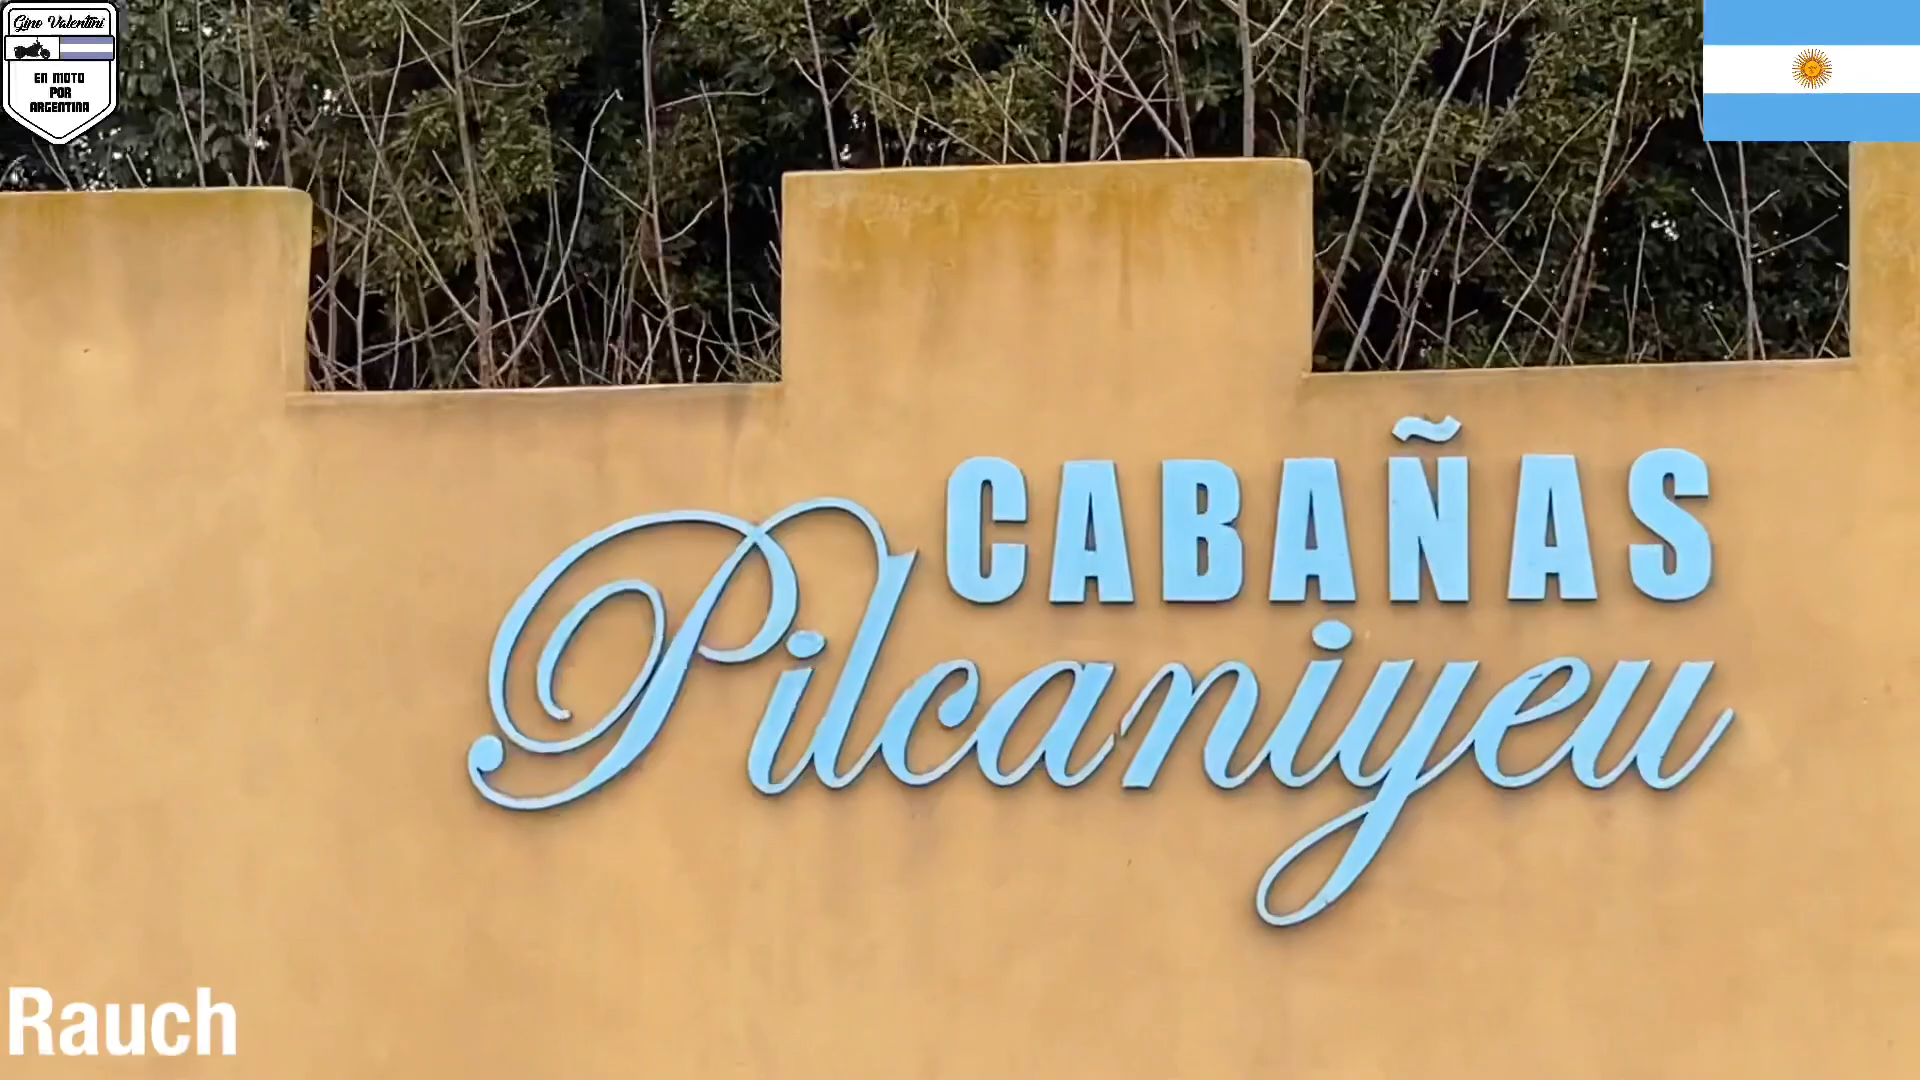 Gino Valentini
EN MOTO
POR
ARGENTINA
CABAÑAS
Pilcaniyeu
Rauch